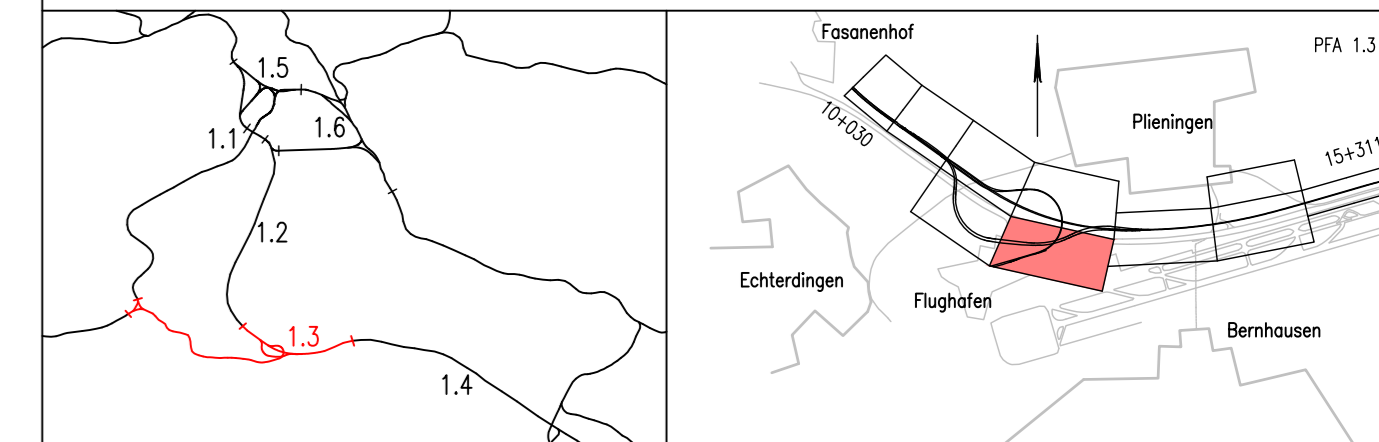 1.5
1.1
1.6
1.2
1.3
1.4
Fasanenhof
PFA 1.3
10+030
Plieningen
15+311
Echterdingen
Flughafen
Bernhausen